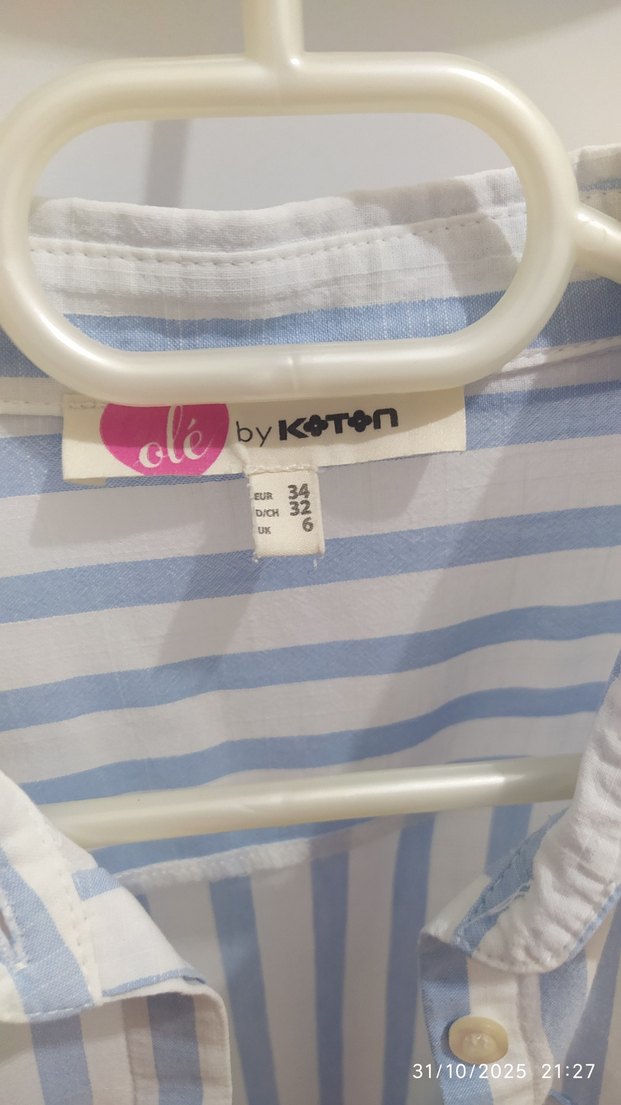 olé by KOTON
EUR 34
D/CH 32
UK 6
31/10/2025 21:27